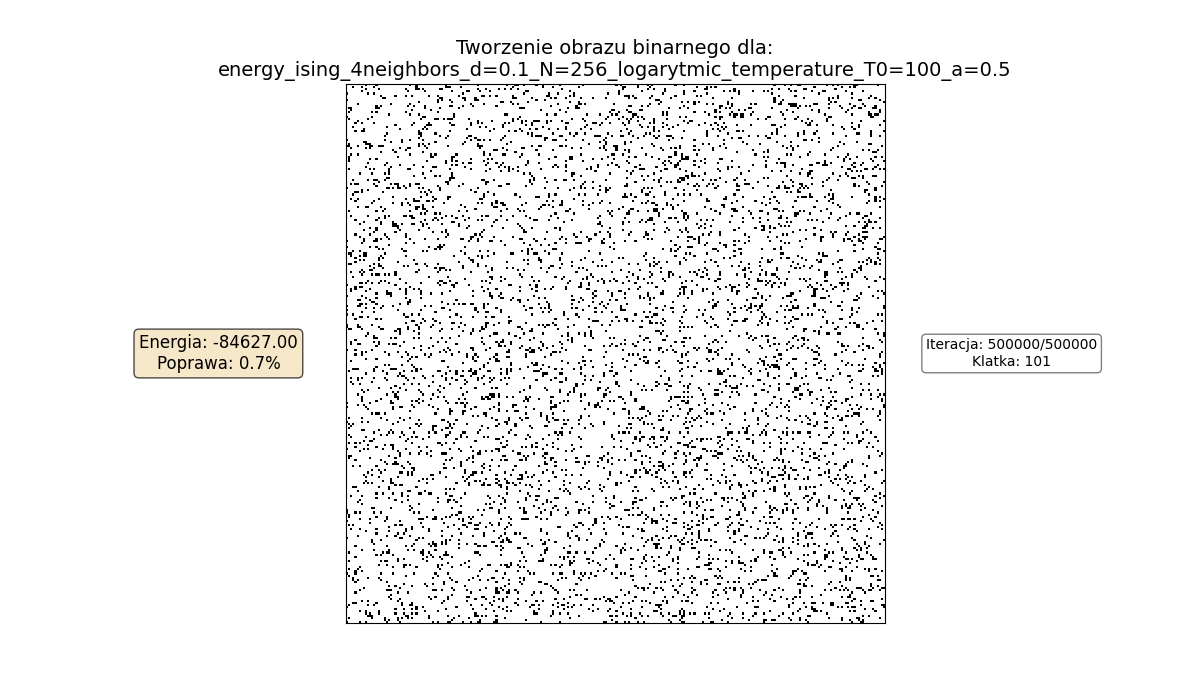 Tworzenie obrazu binarnego dla:
energy_ising_4neighbors_d=0.1_N=256_logarytmic_temperature_T0=100_a=0.5
Energia: -84627.00
Poprawa: 0.7%
Iteracja: 500000/500000
Klatka: 101